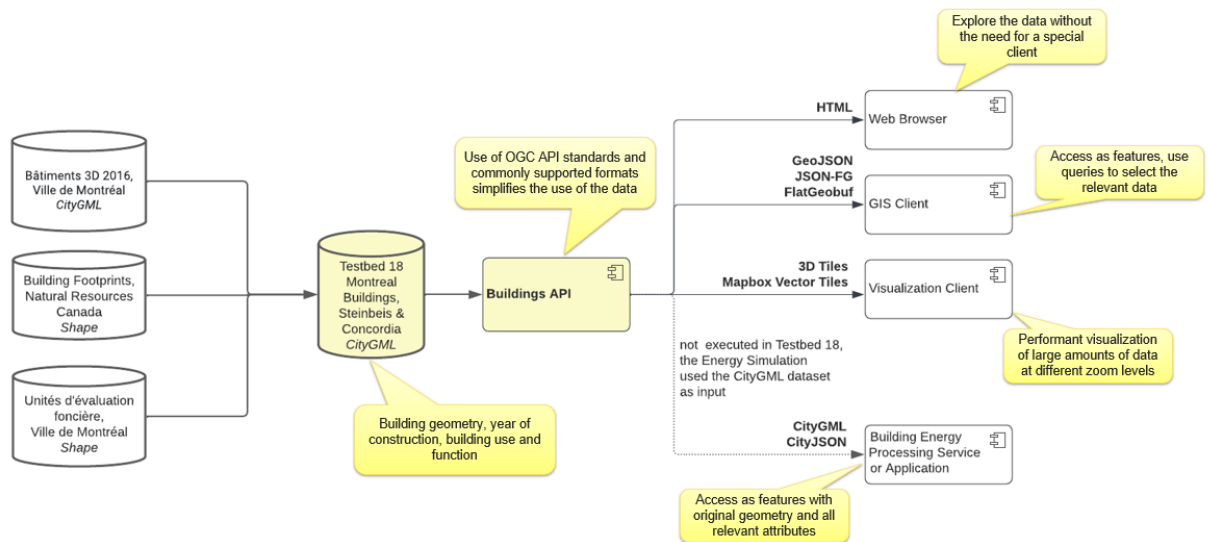 Explore the data without
the need for a special
client
HTML
Web Browser
Bâtiments 3D 2016,
Ville de Montréal
CityGML
Use of OGC API standards and
commonly supported formats
simplifies the use of the data
GeoJSON
JSON-FG
FlatGeobuf
GIS Client
Access as features, use
queries to select the
relevant data
Building Footprints,
Natural Resources
Canada
Shape
Testbed 18
Montreal
Buildings,
Steinbeis &
Concordia
CityGML
Buildings API
3D Tiles
Mapbox Vector Tiles
Visualization Client
not executed in Testbed 18,
the Energy Simulation
used the CityGML dataset
as input
Performant visualization
of large amounts of data
at different zoom levels
Unités d'évaluation
foncière,
Ville de Montréal
Shape
Building geometry, year of
construction, building use and
function
CityGML
CityJSON
Building Energy
Processing Service
or Application
Access as features with
original geometry and all
relevant attributes